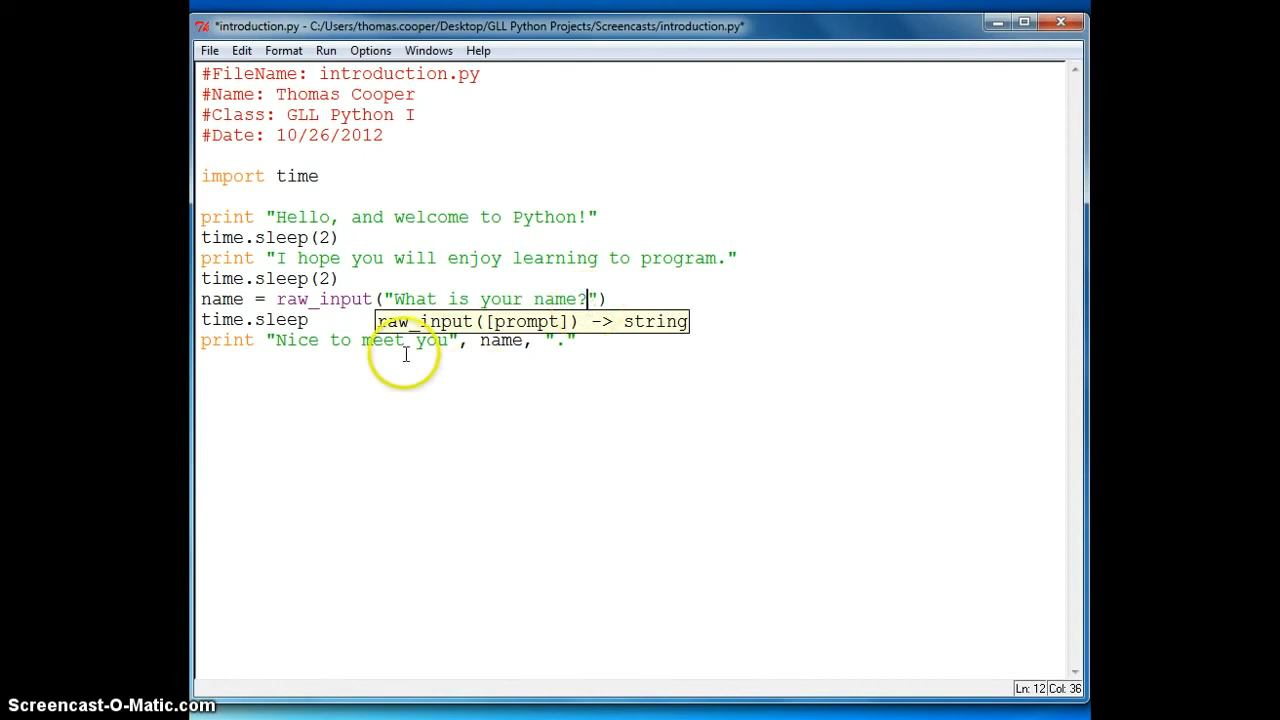 *introduction.py - C:/Users/thomas.cooper/Desktop/GLL Python Projects/Screencasts/introduction.py*
File Edit Format Run Options Windows Help
#FileName: introduction.py
#Name: Thomas Cooper
#Class: GLL Python I
#Date: 10/26/2012
import time
print "Hello, and welcome to Python!"
time.sleep(2)
print "I hope you will enjoy learning to program."
time.sleep(2)
name = raw_input("What is your name?")
time.sleep
raw_input([prompt]) -> string
print "Nice to meet you", name, "."
Ln: 12 Col: 36
Screencast-O-Matic.com